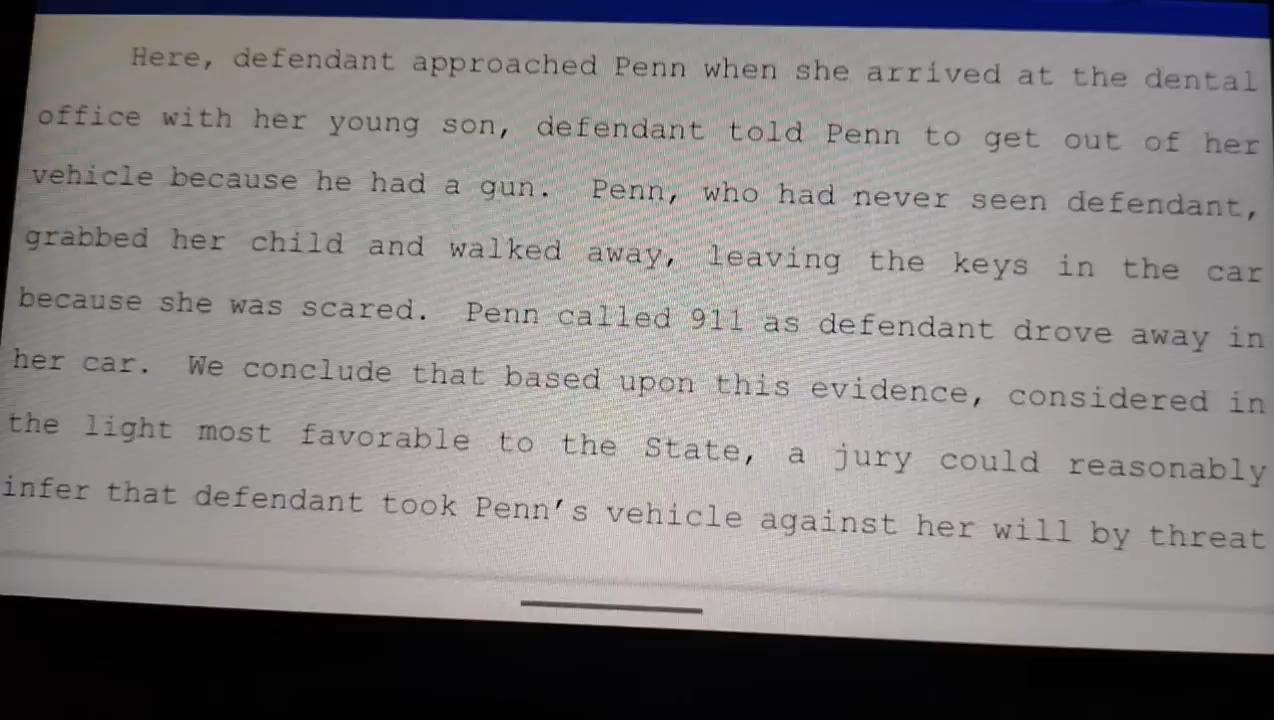 Here, defendant approached Penn when she arrived at the dental
office with her young son, defendant told Penn to get out of her
vehicle because he had a gun. Penn, who had never seen defendant,
grabbed her child and walked away, leaving the keys in the car
because she was scared. Penn called 911 as defendant drove away in
her car. We conclude that based upon this evidence, considered in
the light most favorable to the State, a jury could reasonably
infer that defendant took Penn's vehicle against her will by threat